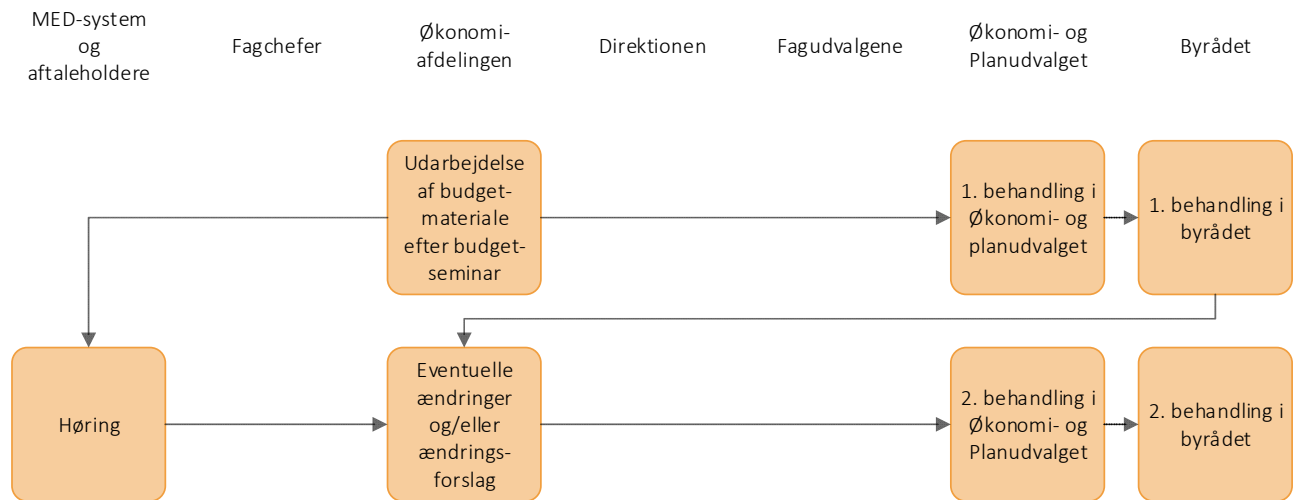 MED-system
og
aftaleholdere
Fagchefer
Økonomi-
afdelingen
Direktionen
Fagudvalgene
Økonomi- og
Planudvalget
Byrådet
Udarbejdelse
af budget-
materiale
efter budget-
seminar
1. behandling i
Økonomi- og
planudvalget
1. behandling i
byrådet
Høring
Eventuelle
ændringer
og/eller
ændrings-
forslag
2. behandling i
Økonomi- og
Planudvalget
2. behandling i
byrådet